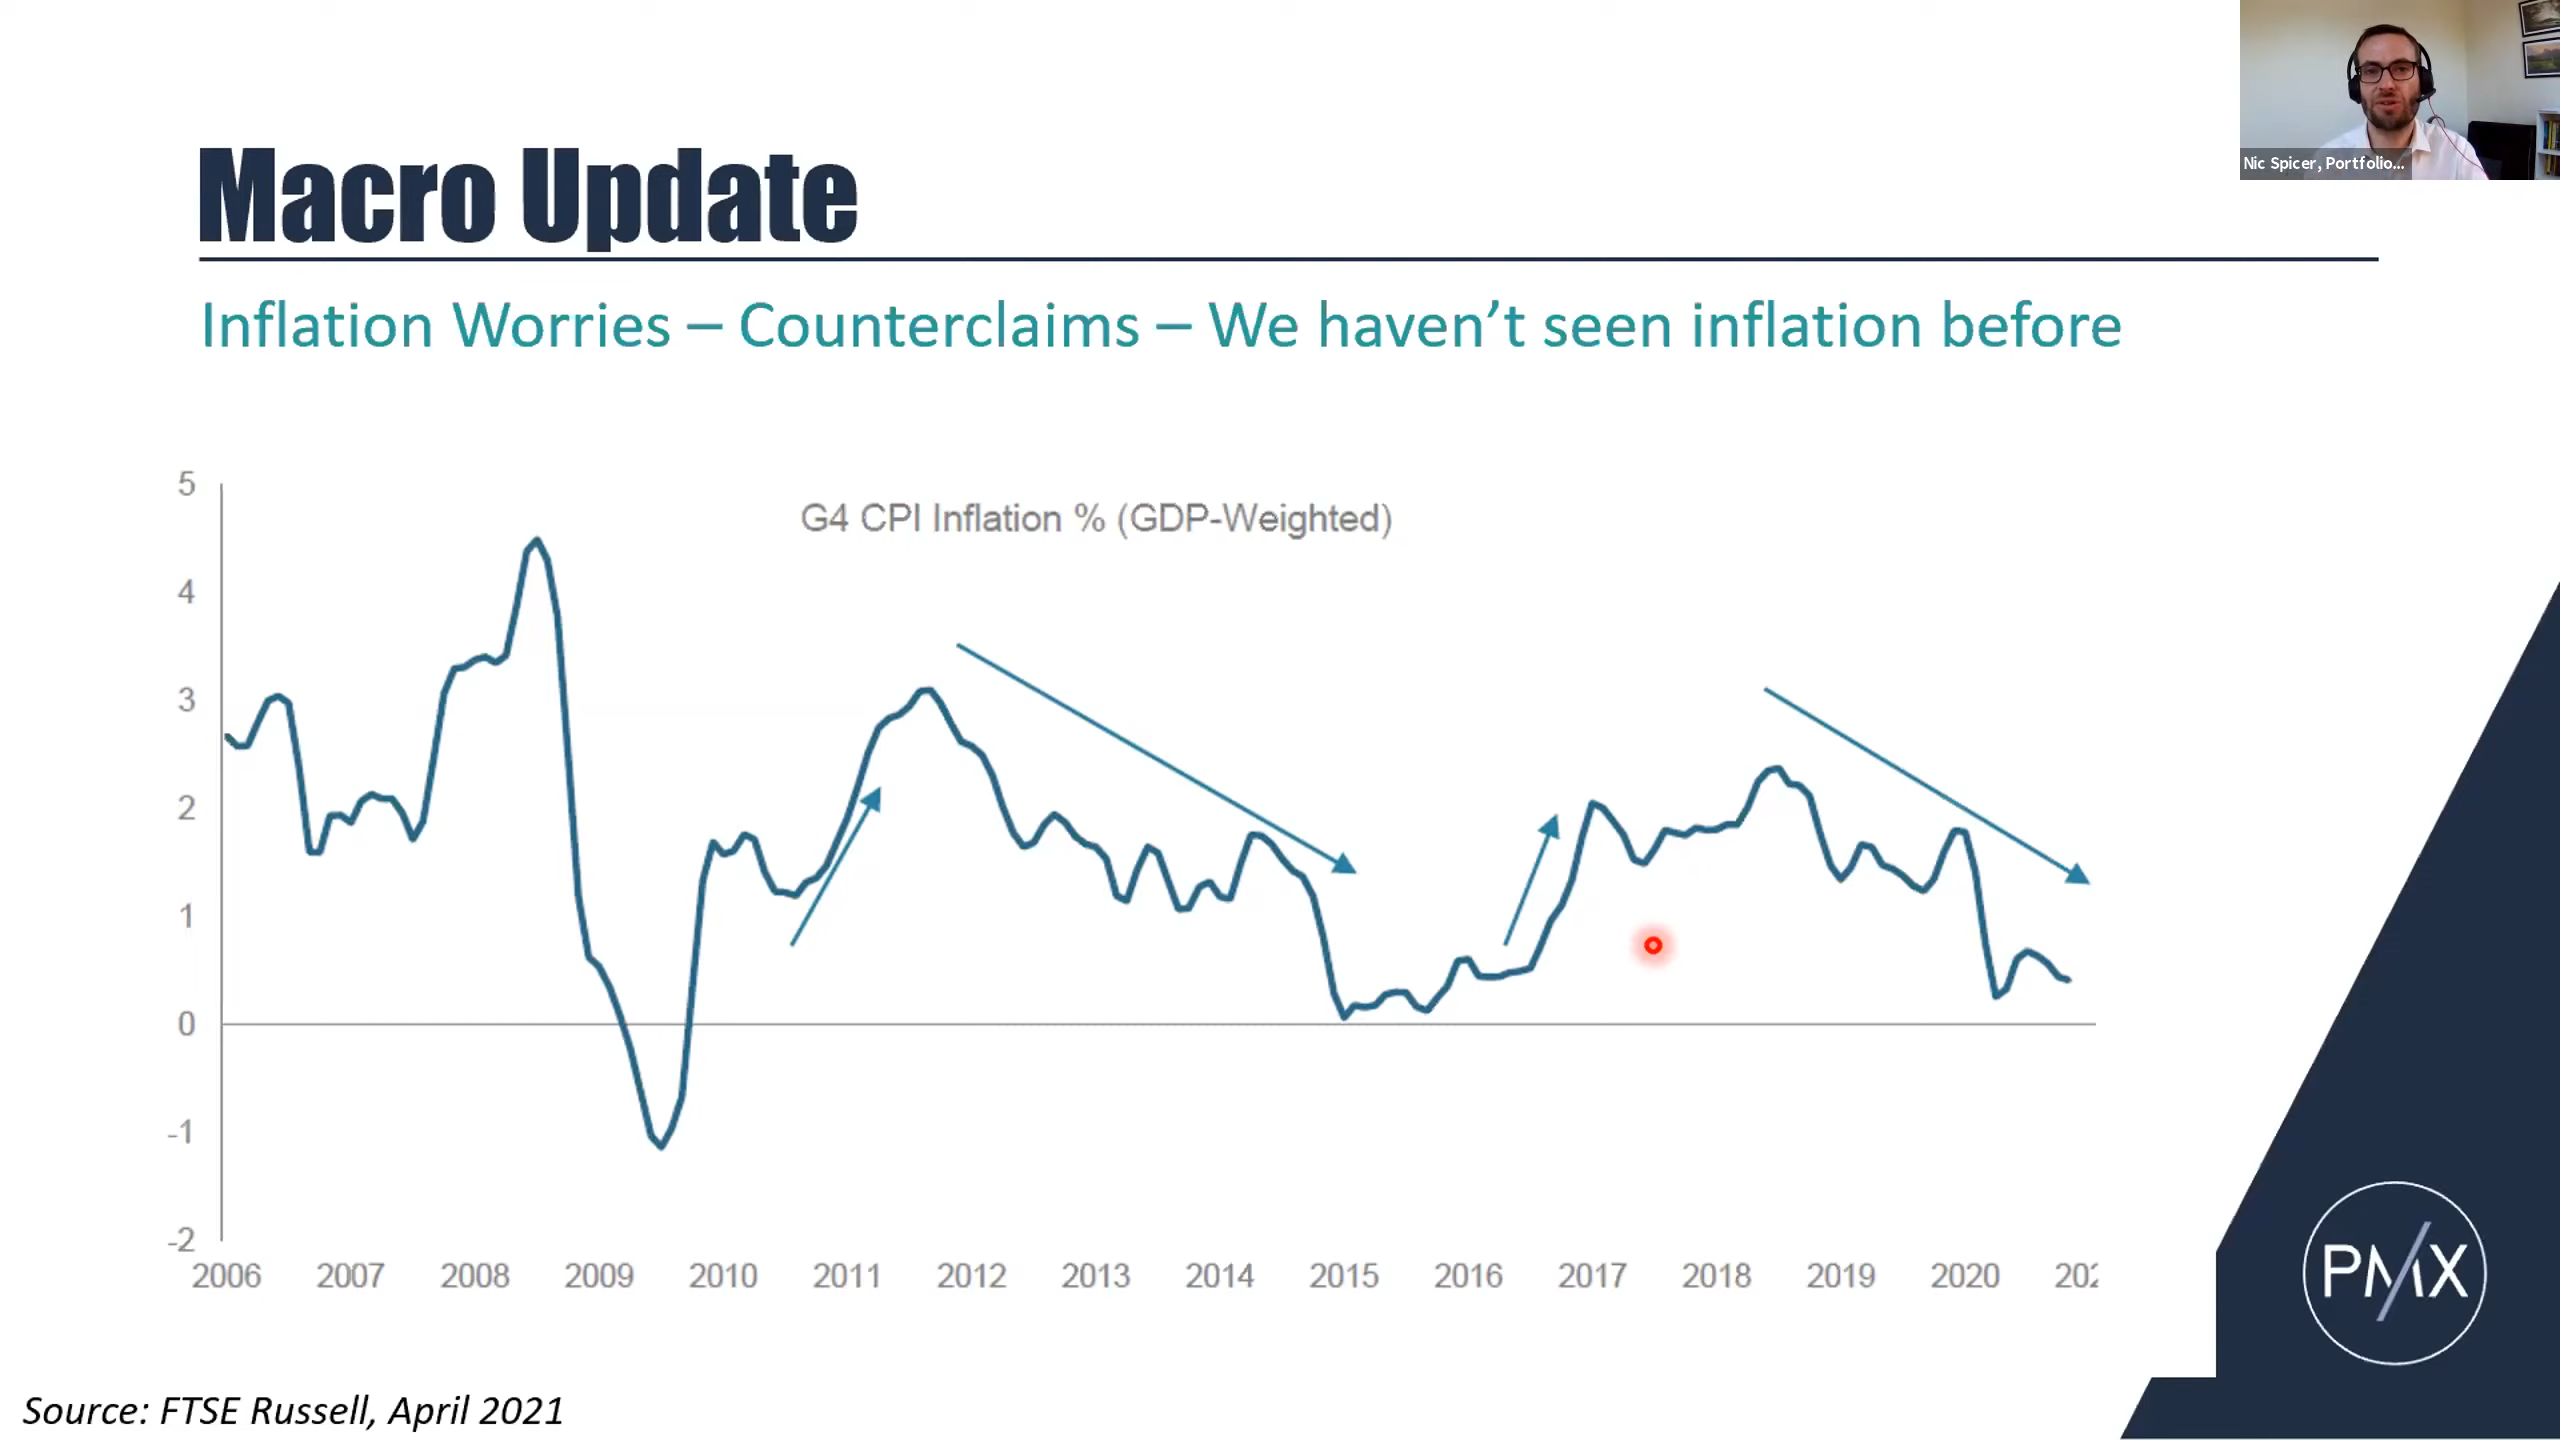 Nic Spicer, Portfolio...
Macro Update
Inflation Worries – Counterclaims – We haven’t seen inflation before
G4 CPI Inflation % (GDP-Weighted)
5
4
3
2
1
0
-1
-2
2006 2007 2008 2009 2010 2011 2012 2013 2014 2015 2016 2017 2018 2019 2020 202
PMX
Source: FTSE Russell, April 2021